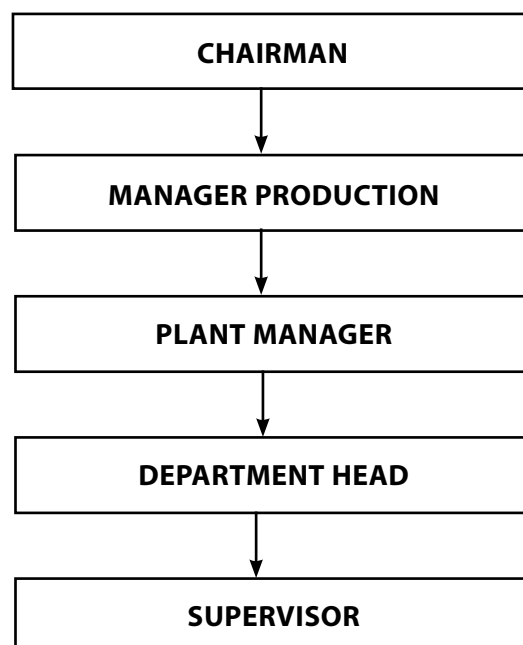 CHAIRMAN
MANAGER PRODUCTION
PLANT MANAGER
DEPARTMENT HEAD
SUPERVISOR